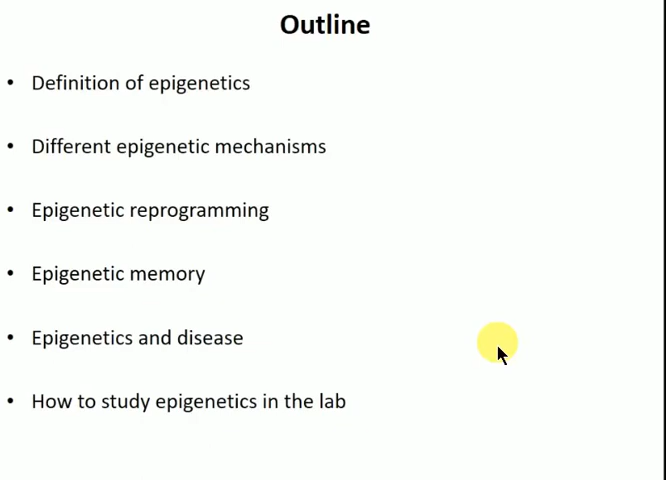 Outline
• Definition of epigenetics
• Different epigenetic mechanisms
• Epigenetic reprogramming
• Epigenetic memory
• Epigenetics and disease
• How to study epigenetics in the lab